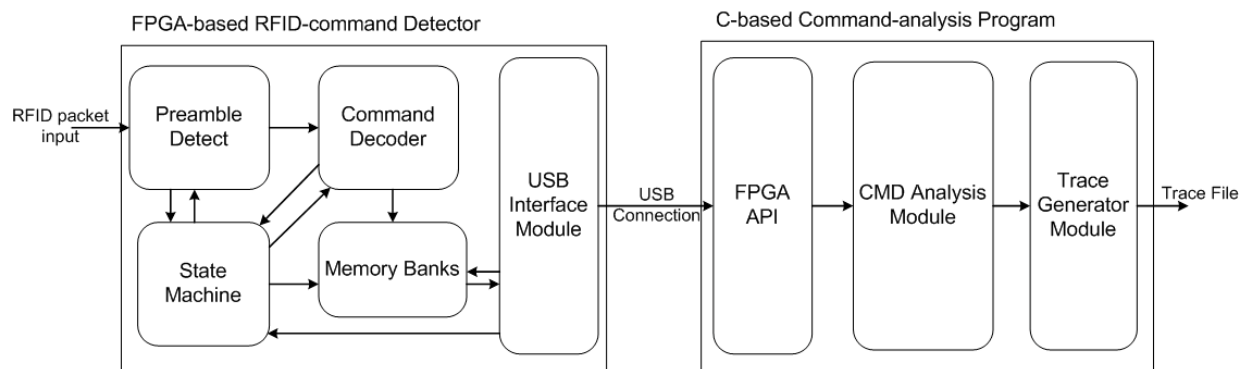 FPGA-based RFID-command Detector
C-based Command-analysis Program
RFID packet
input
Preamble
Detect
Command
Decoder
State
Machine
Memory Banks
USB
Interface
Module
USB
Connection
FPGA
API
CMD Analysis
Module
Trace
Generator
Module
Trace File